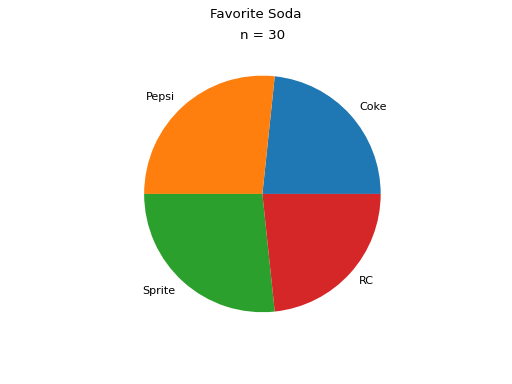 Favorite Soda
n = 30
Pepsi
Coke
Sprite
RC